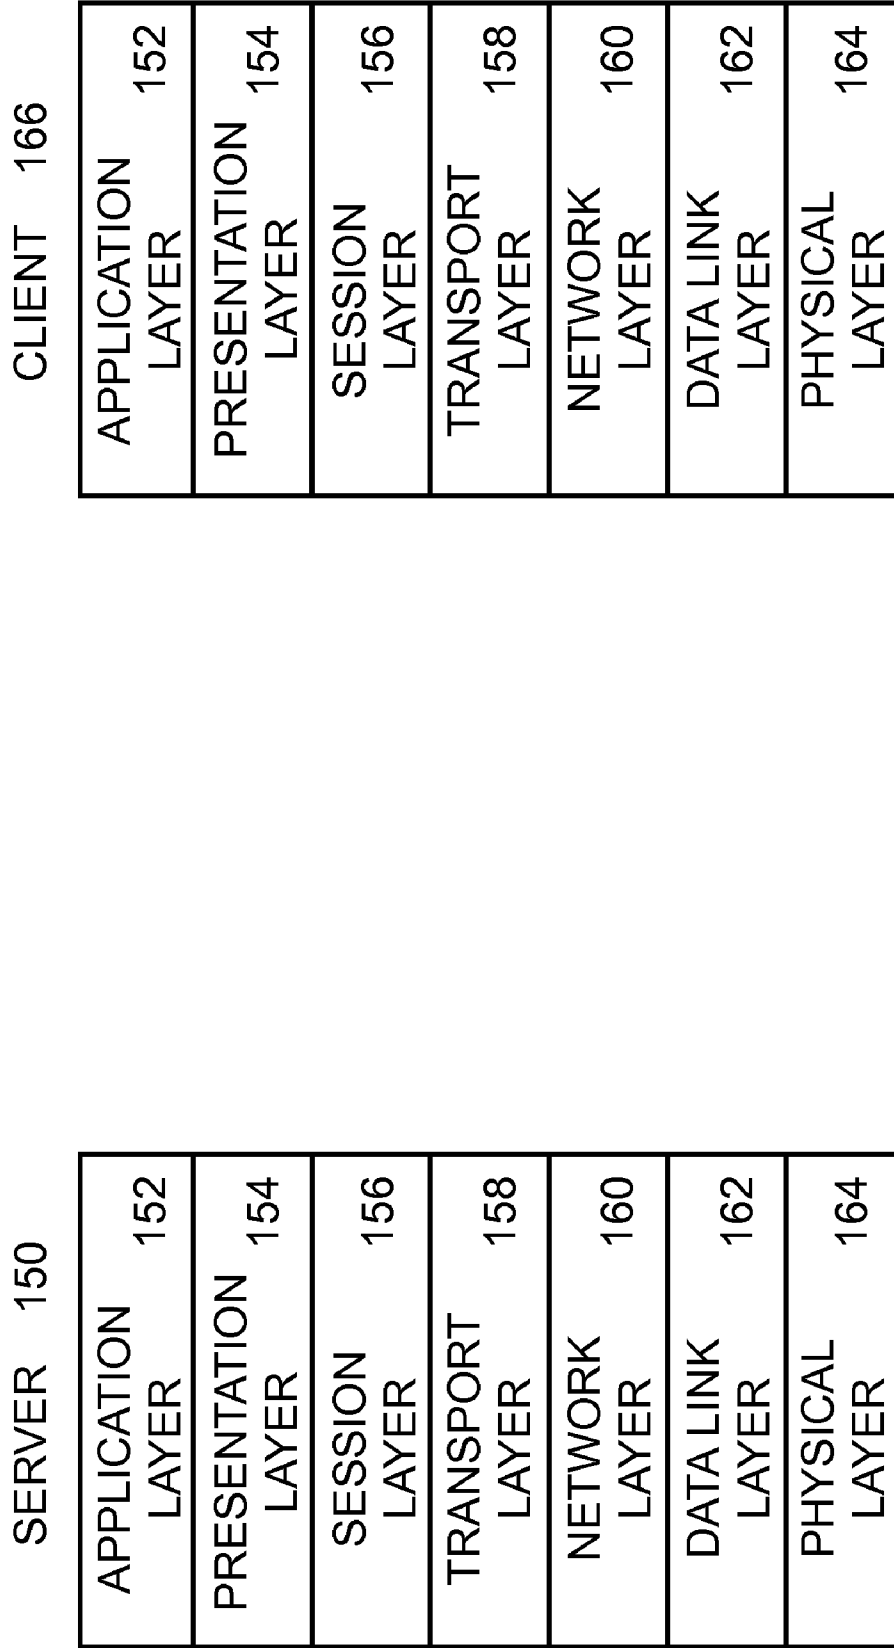 SERVER 150
APPLICATION
LAYER 152
PRESENTATION
LAYER 154
SESSION
LAYER 156
TRANSPORT
LAYER 158
NETWORK
LAYER 160
DATA LINK
LAYER 162
PHYSICAL
LAYER 164
CLIENT 166
APPLICATION
LAYER 152
PRESENTATION
LAYER 154
SESSION
LAYER 156
TRANSPORT
LAYER 158
NETWORK
LAYER 160
DATA LINK
LAYER 162
PHYSICAL
LAYER 164